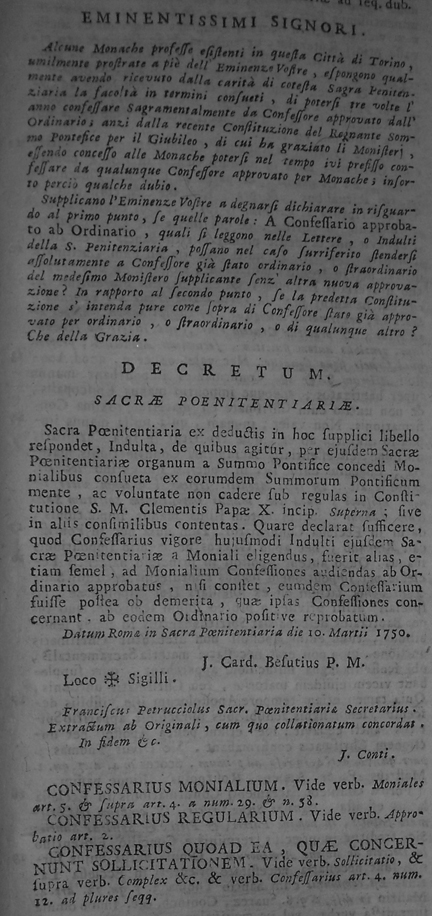 ad seq. dub.
EMINENTISSIMI SIGNORI.
Alcune Monache professe esistenti in questa Città di Torino,
umilmente prostrate a piè dell'Eminenze Vostre, espongono qual-
mente avendo ricevuto dalla carità di cotesta Sagra Peniten-
ziaria la facoltà in termini consueti, di potersi tre volte l'
anno confessare Sagramentalmente da Confessore approvato dall'
Ordinario; anzi dalla recente Constituzione del Regnante Som-
mo Pontefice per il Giubileo, di cui ha graziato li Monisterj,
essendo concesso alle Monache potersi nel tempo ivi prefisso con-
fessare da qualunque Confessore approvato per Monache; insor-
to perciò qualche dubio.
Supplicano l'Eminenze Vostre a degnarsi dichiarare in risguar-
do al primo punto, se quelle parole: A Confessario approba-
to ab Ordinario, quali si leggono nelle Lettere, o Indulti
della S. Penitenziaria, possano nel caso surriferito stendersi
assolutamente a Confessore già stato ordinario, o straordinario
del medesimo Monistero supplicante senz' altra nuova approva-
zione? In rapporto al secondo punto, se la predetta Constitu-
zione s' intenda pure come sopra di Confessore stato già appro-
vato per ordinario, o straordinario, o di qualunque altro?
Che della Grazia.
DECRETUM.
SACRÆ POENITENTIARIÆ.
Sacra Pœnitentiaria ex deductis in hoc supplici libello
respondet, Indulta, de quibus agitur, per ejusdem Sacræ
Pœnitentiariæ organum a Summo Pontifice concedi Mo-
nialibus consueta ex eorumdem Summorum Pontificum
mente, ac voluntate non cadere sub regulas in Consti-
tutione S. M. Clementis Papæ X. incip. Superna; sive
in aliis consimilibus contentas. Quare declarat sufficere,
quod Confessarius vigore hujusmodi Indulti ejusdem Sa-
cræ Pœnitentiariæ a Moniali eligendus, fuerit alias, e-
tiam semel, ad Monialium Confessiones audiendas ab Or-
dinario approbatus, nisi constet, eumdem Confessarium
fuisse postea ob demerita, quæ ipsas Confessiones con-
cernant. ab eodem Ordinario positive reprobatum.
Datum Romæ in Sacra Pœnitentiaria die 10. Martii 1750.
J. Card. Besutius P. M.
Loco ✠ Sigilli.
Franciscus Petrucciolus Sacr. Pœnitentiariæ Secretarius.
Extractum ab Originali, cum quo collationatum concordat.
In fidem &c.
J. Conti.
CONFESSARIUS MONIALIUM. Vide verb. Moniales
art. 5. & supra art. 4. a num. 29. & n. 38.
CONFESSARIUS REGULARIUM. Vide verb. Appro-
batio art. 2.
CONFESSARIUS QUOAD EA, QUÆ CONCER-
NUNT SOLLICITATIONEM. Vide verb. Sollicitatio, &
supra verb. Complex &c. & verb. Confessarius art. 4. num.
12. ad plures seqq.